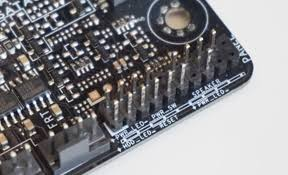 PANEL
SPEAKER
+PWR_LED-
PWR_SW
+PWR_LED-
RESET
+HDD_LED-